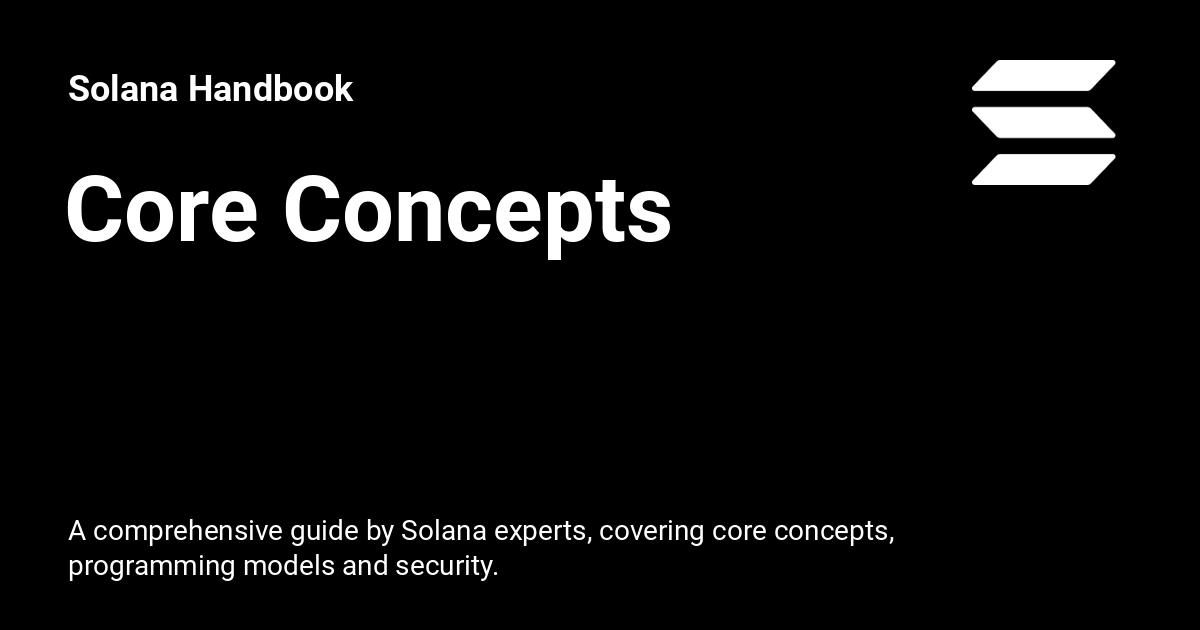 Solana Handbook
Core Concepts
A comprehensive guide by Solana experts, covering core concepts,
programming models and security.